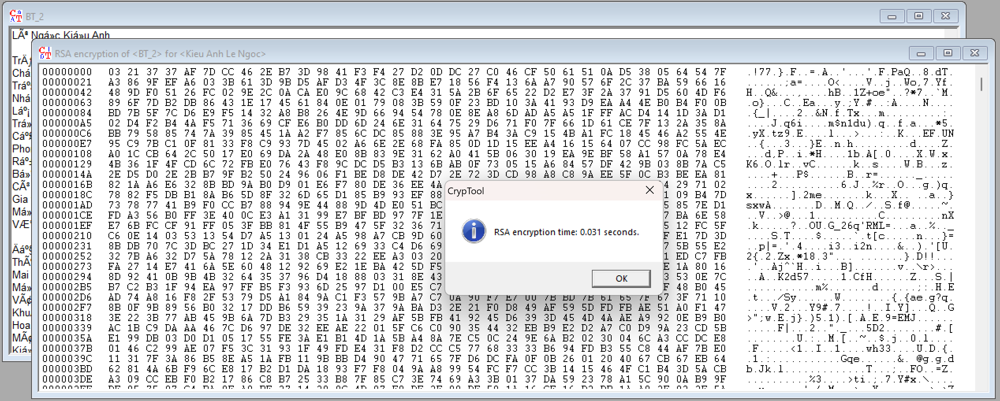 BT_2
LÃª Ngá»c Kiá»u Anh
RSA encryption of <BT_2> for <Kieu Anh Le Ngoc>
00000000 03 21 37 37 AF 7D CC 46 2E B7 3D 98 41 F3 F4 27 D2 0D DC 27 C0 46 CF 50 61 51 0A D5 38 05 64 54 7F .!77.}.F..=.A..'...'.F.PaQ..8.dT.
00000021 A3 86 9F EF A6 03 3B 61 3D 9B D5 AF D3 4F 3C 8E 8B E7 18 56 F4 13 6A A7 90 57 6F 2C 37 BA 59 66 16 ......;a=....O<....V..j..Wo,7.Yf.
00000042 48 9D F0 51 26 FC 02 9E 2C 0A CA E0 9C 68 42 C3 E4 31 5A 2B 6F 65 22 D2 E7 3F 2A 37 91 D5 60 4D F6 H..Q&...,....hB..1Z+oe"..?*7..`M.
00000063 89 6F 7D B2 DB 86 43 1E 17 45 61 84 0E 01 79 08 3B 59 0F 23 BD 10 3A 41 93 D9 EA A4 4E B0 B4 F0 0B .o}...C..Ea...y.;Y.#..:A....N....
00000084 BD 7B 5F 7C D6 E9 F5 14 32 A8 B8 26 4E 9D 66 94 54 78 0E 8E A8 6D AD A5 A5 1F FF AC D4 14 1D 3A D1 .{_|....2..&N.f.Tx...m.........:.
000000A5 02 D4 F2 B4 4A F5 71 36 69 CF E6 B0 DD 6D 24 6E 31 64 75 29 D6 71 F0 7F 66 1D 61 CE 7F 13 2A 35 8A ....J.q6i....m$n1du).q..f.a...*5.
000000C6 BB 79 58 85 74 7A 39 85 45 1A A2 F7 85 6C DC 85 88 3E 95 A7 B4 3A C9 15 4B A1 FC 18 45 46 A2 55 4E .yX.tz9.E....l...>...:..K...EF.UN
000000E7 95 C9 7B C1 0F 81 33 F8 C9 93 7D 45 02 A6 6E 2E 68 FA 85 0D 1D 15 EE A4 16 15 64 07 CC 98 FC 5A EC ..{...3...}E..n.h.........d....Z.
00000108 A0 1C CB 64 2C 50 17 E0 69 DA 2A 48 E0 8B 83 9E 31 62 A0 41 5B 06 30 19 EA 9E BF 58 A1 57 0A 78 E4 ...d,P..i.*H....1b.A[.0....X.W.x.
00000129 4B 36 1F 4F CD 6C 72 FB E0 76 43 F8 9C DC D5 B3 13 6B AB 0F 73 05 15 A6 84 57 DF 42 9B 03 8B 7A C5 K6.O.lr..vC......k..s....W.B...z.
0000014A 2E D5 D0 2E 2B B7 9F B2 50 24 96 06 F1 BE D8 DE 42 D7 2E 72 3D CD 98 A8 C8 9A EE 5F 0C B3 BE EA 81 ....+...P$......B..r=......_.....
0000016B 82 1A A6 E6 32 8B BD 9A B0 D9 01 E6 F7 80 DE 36 EE 4A 29 71 02 ....2..........6.J..%r..O...g.)q.
0000018C 78 82 F5 DB B1 8A B6 5D 8F 32 6D 65 D1 85 B9 93 EF 88 09 B4 7D x......].2me.......k...X.. ..a..}
000001AD 73 78 77 41 B9 F0 CC B7 88 94 9E 44 88 9D 4D E0 51 BC 85 7E D1 sxwA.......D..M.Q../..S.f@.....~.
000001CE FD A3 56 B0 FF 3E 40 0C E3 A1 31 99 E7 BF BD 97 7F 1E BA 6E 58 ..V..>@...1..........C.........nX
000001EF E7 6B FC CF 91 FF 05 3F BB 81 4F 55 B9 47 5F 32 36 71 12 FC 5F .k.....?..OU.G_26q'RML=...a..%.._
00000210 C6 0E 14 03 53 13 54 D7 A5 13 01 24 A5 98 A7 CB 9D 60 E1 7D 3D ....S.T....$.....`.t[c.....n...}=
00000231 8B DB 70 7C 3D BC 27 1D 34 E1 D1 A5 12 69 33 C4 D6 69 5B 55 E2 ..p|=.'.4....i3..i2n....&..).'[U.
00000252 32 7B A6 32 D7 5A 78 12 2A 31 38 CB 33 22 EE A3 03 20 ED C7 FB 2{.2.Zx.*18.3"... ........}.D!!...
00000273 FA 27 14 E7 41 6A 5E 60 48 12 92 69 E2 1E BA 42 5D F5 1A 80 16 .'..Aj^`H..i...B].......v..\r>...
00000294 8D 92 41 0B 9B 4B 32 64 35 37 96 D4 18 88 03 31 8E 43 53 0E 7C ..A..K2d57.....1.CfH......Z...S.|
000002B5 B7 C2 B3 1F 94 EA 97 FF B5 F3 93 6D 25 97 D1 00 E5 C7 48 B0 45 ...........m%.......d......;:.H.E
000002D6 AD 74 A8 16 F8 2F 53 79 D5 A1 84 9A C1 F3 57 9B A7 C7 0A 90 F7 E7 00 7B BD 7B 61 65 7F 67 3F 71 10 .t.../Sy......W........{.{ae.g?q.
000002F7 8B 0F 9B 89 56 B0 32 17 DD B6 59 39 23 9A 37 9A BA D3 2E 21 F0 D8 49 AF 59 5D FD FB AE 51 A0 F1 47 ....V.2...Y9#.7....!..I.Y]...Q..G
00000318 3E 22 3B 77 AB 45 9B 6A 7D B3 29 35 1A 31 29 AF 5B FB 41 92 45 D6 39 3D 45 4D 4A AE A9 92 0E B9 B0 >";w.E.j}.)5.1).[.A.E.9=EMJ......
00000339 AC 1B C9 DA AA 46 7C D6 97 DE 32 EE AE 22 01 5F C6 C0 90 35 44 32 EB B9 E2 D2 A7 C0 D9 9A 23 CD 5B .....F|...2.."._...5D2........#.[
0000035A E1 99 DB 03 D0 D1 05 17 55 FE 3A E1 B1 4D 1A 5B A4 8A 7E C5 0C 24 9E 6A B2 02 30 04 6C A3 CC DC E8 ........U.:..M.[..~..$.j..0.l....
0000037B 01 46 C2 99 AE 07 F5 3C 31 93 1F 49 FD E4 31 F8 D2 CC C5 77 68 33 33 B6 94 FD B3 55 C8 44 AF 7B E0 .F.....<1..I..1....wh33....U.D.{.
0000039C 11 31 7F 3A 86 B5 8E A5 1A FB 11 9B BB D4 90 47 71 65 7F D6 DC FA 0F 0B 26 01 20 40 67 CB 67 EB 64 .1.:...........Gqe......&. @g.g.d
000003BD 62 81 4A 6B F9 6C E8 17 B2 D1 DA 18 93 F7 F8 04 9A A8 99 54 FC F7 CC 3B 14 15 46 4F C1 B4 3D 5A CB b.Jk.l.............T...;..FO..=Z.
000003DE A3 09 CC EB F0 B2 17 86 C8 B7 25 33 B8 7F 85 C7 3E 74 69 A3 3B 01 37 DA 59 23 78 A1 5C 90 0A B9 9F ..........%3....>ti.;.7.Y#x.\....
CrypTool
RSA encryption time: 0.031 seconds.
OK